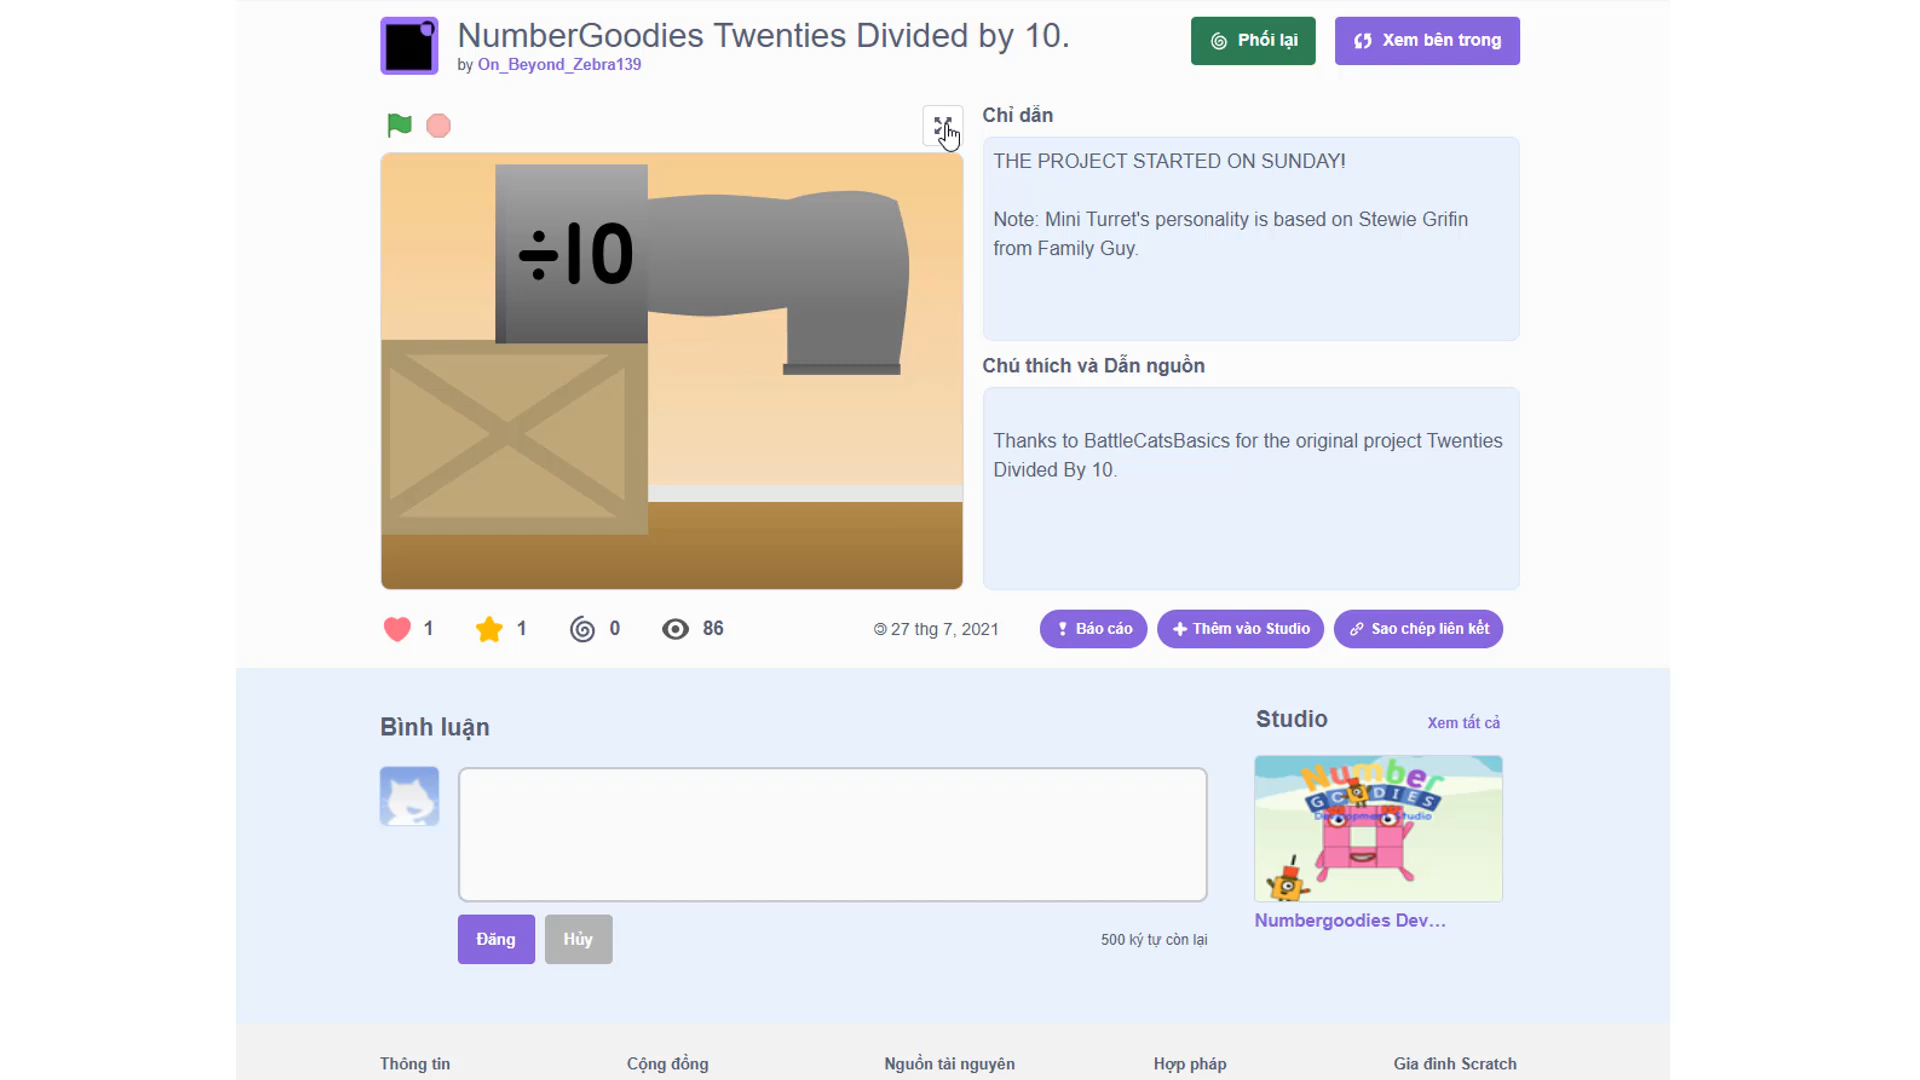 NumberGoodies Twenties Divided by 10.
by On_Beyond_Zebra139
Phối lại
Xem bên trong
÷10
Chỉ dẫn
THE PROJECT STARTED ON SUNDAY!
Note: Mini Turret's personality is based on Stewie Grifin
from Family Guy.
Chú thích và Dẫn nguồn
Thanks to BattleCatsBasics for the original project Twenties
Divided By 10.
1
1
0
86
© 27 thg 7, 2021
Báo cáo
Thêm vào Studio
Sao chép liên kết
Bình luận
Đăng
Hủy
500 ký tự còn lại
Studio
Xem tất cả
Number
GOODIES
Development Studio
Numbergoodies Dev…
Thông tin
Cộng đồng
Nguồn tài nguyên
Hợp pháp
Gia đình Scratch